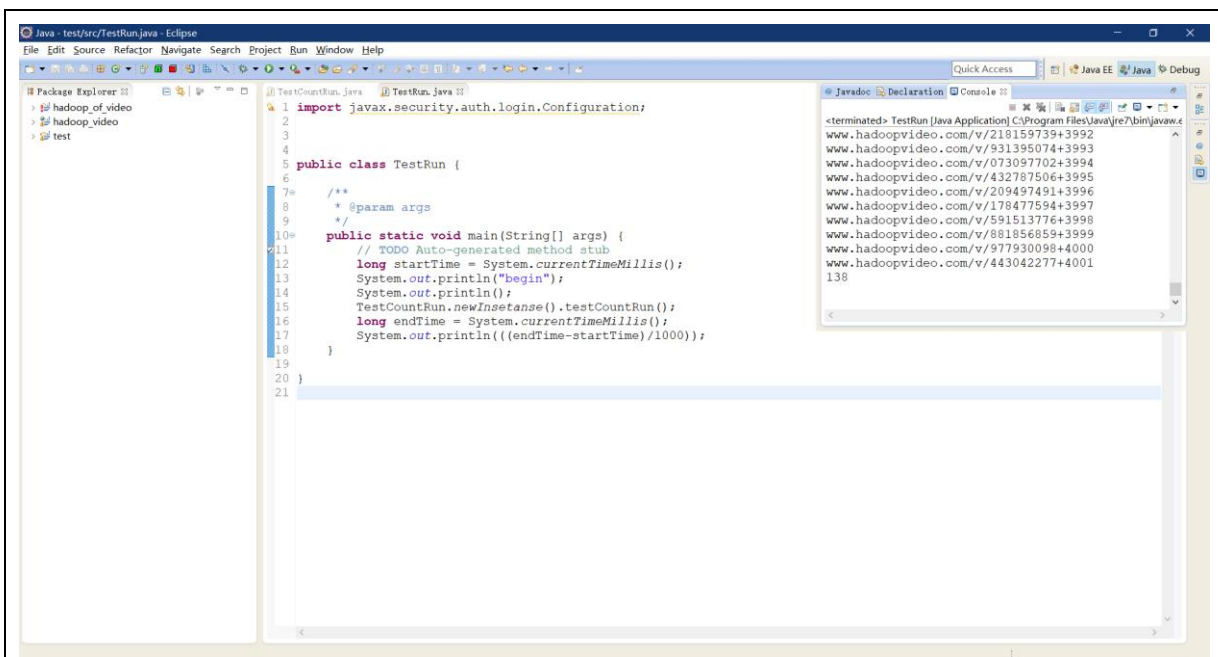 Java - test/src/TestRun.java - Eclipse
File Edit Source Refactor Navigate Search Project Run Window Help
Quick Access
Java EE
Java
Debug
Package Explorer
hadoop_of_video
hadoop_video
test
TestCountRun.java
TestRun.java
1 import javax.security.auth.login.Configuration;
2
3
4
5 public class TestRun {
6
7 /**
8 * @param args
9 */
10 public static void main(String[] args) {
11 // TODO Auto-generated method stub
12 long startTime = System.currentTimeMillis();
13 System.out.println("begin");
14 System.out.println();
15 TestCountRun.newInsetanse().testCountRun();
16 long endTime = System.currentTimeMillis();
17 System.out.println(((endTime-startTime)/1000));
18 }
19
20 }
21
Javadoc
Declaration
Console
<terminated> TestRun [Java Application] C:\Program Files\Java\jre7\bin\javaw.e
www.hadoopvideo.com/v/218159739+3992
www.hadoopvideo.com/v/931395074+3993
www.hadoopvideo.com/v/073097702+3994
www.hadoopvideo.com/v/432787506+3995
www.hadoopvideo.com/v/209497491+3996
www.hadoopvideo.com/v/178477594+3997
www.hadoopvideo.com/v/591513776+3998
www.hadoopvideo.com/v/881856859+3999
www.hadoopvideo.com/v/977930098+4000
www.hadoopvideo.com/v/443042277+4001
138